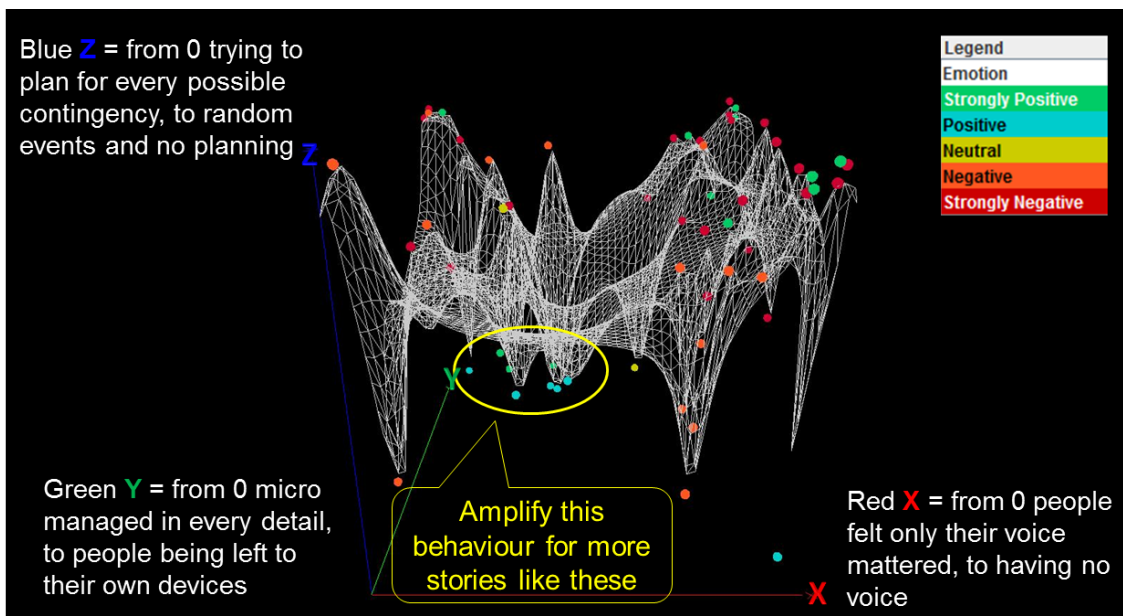 Blue Z = from 0 trying to
plan for every possible
contingency, to random
events and no planning
Z
Legend
Emotion
Strongly Positive
Positive
Neutral
Negative
Strongly Negative
Y
Green Y = from 0 micro
managed in every detail,
to people being left to
their own devices
Amplify this
behaviour for more
stories like these
X
Red X = from 0 people
felt only their voice
mattered, to having no
voice